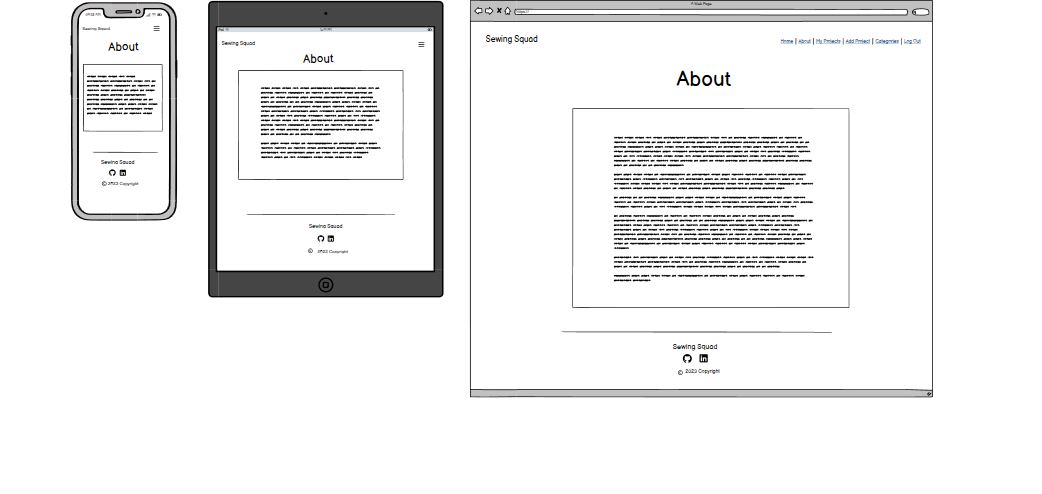 Sewing Squad
About
Sewing Squad
© 2023 Copyright
Sewing Squad
About
Sewing Squad
© 2023 Copyright
A Web Page
https://
Sewing Squad
Home | About | My Projects | Add Project | Categories | Log Out
About
Sewing Squad
© 2023 Copyright